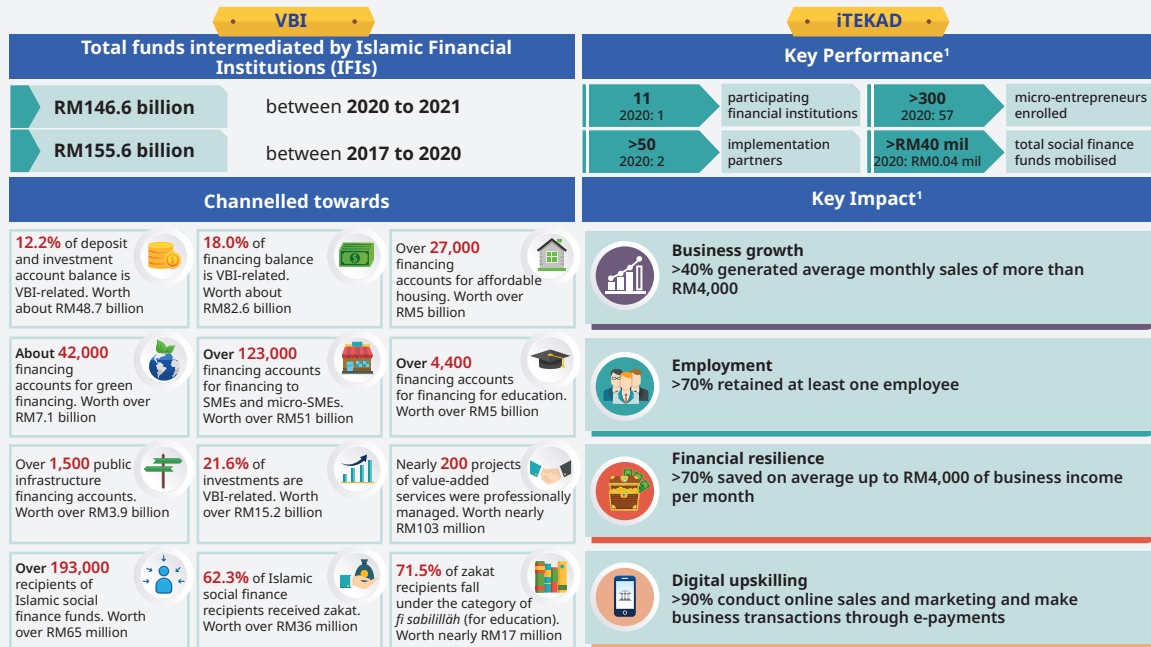 VBI
Total funds intermediated by Islamic Financial
Institutions (IFIs)
RM146.6 billion
between 2020 to 2021
RM155.6 billion
between 2017 to 2020
Channelled towards
12.2% of deposit
and investment
account balance is
VBI-related. Worth
about RM48.7 billion
18.0% of
financing balance
is VBI-related.
Worth about
RM82.6 billion
Over 27,000
financing
accounts for affordable
housing. Worth over
RM5 billion
About 42,000
financing
accounts for green
financing. Worth over
RM7.1 billion
Over 123,000
financing accounts
for financing to
SMEs and micro-SMEs.
Worth over RM51 billion
Over 4,400
financing accounts
for financing for education.
Worth over RM5 billion
Over 1,500 public
infrastructure
financing accounts.
Worth over RM3.9 billion
21.6% of
investments are
VBI-related. Worth
over RM15.2 billion
Nearly 200 projects
of value-added
services were professionally
managed. Worth nearly
RM103 million
Over 193,000
recipients of
Islamic social
finance funds. Worth
over RM65 million
62.3% of Islamic
social finance
recipients received zakat.
Worth over RM36 million
71.5% of zakat
recipients fall
under the category of
fi sabilillāh (for education).
Worth nearly RM17 million
iTEKAD
Key Performance¹
11
2020: 1
participating
financial institutions
>300
2020: 57
micro-entrepreneurs
enrolled
>50
2020: 2
implementation
partners
>RM40 mil
2020: RM0.04 mil
total social finance
funds mobilised
Key Impact¹
Business growth
>40% generated average monthly sales of more than
RM4,000
Employment
>70% retained at least one employee
Financial resilience
>70% saved on average up to RM4,000 of business income
per month
Digital upskilling
>90% conduct online sales and marketing and make
business transactions through e-payments